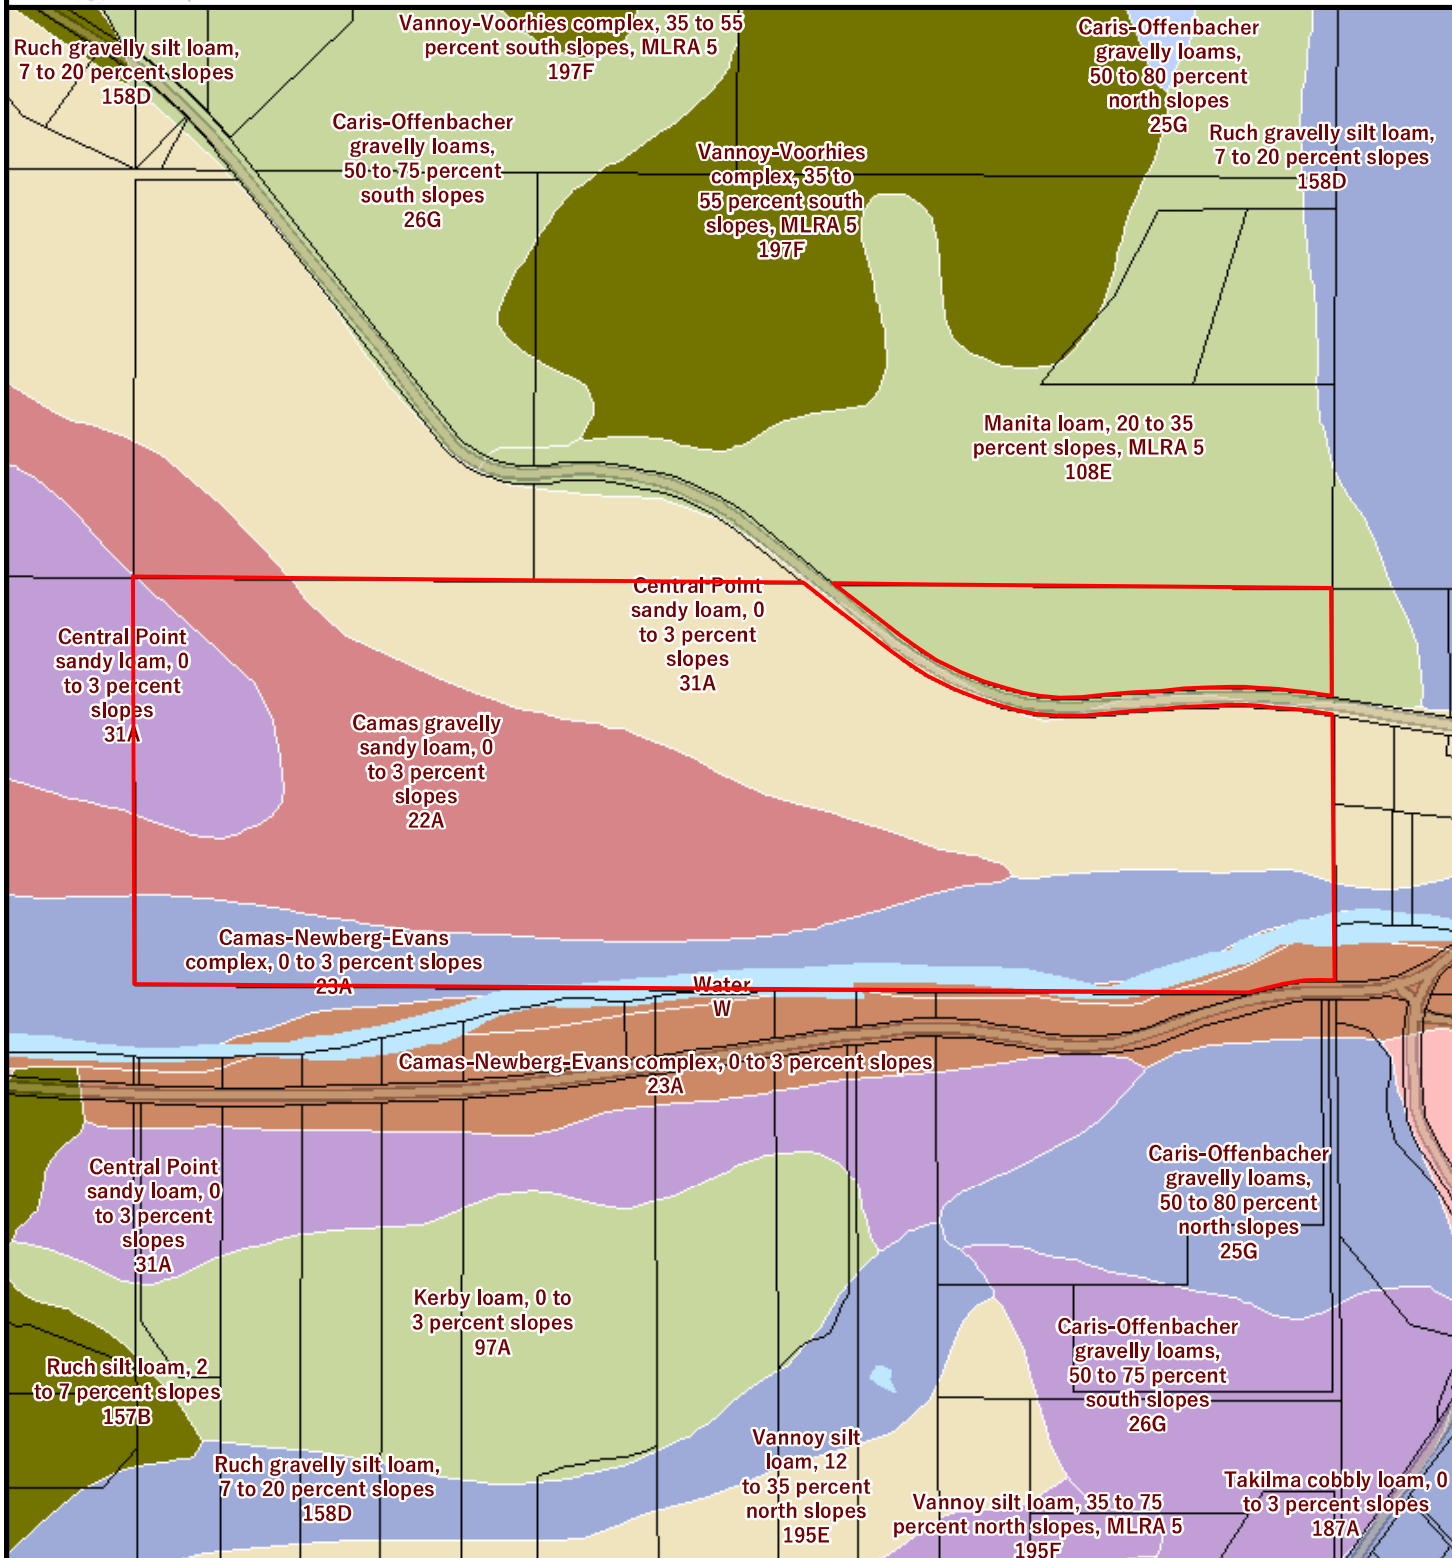 Vannoy-Voorhies complex, 35 to 55
percent south slopes, MLRA 5
197F
Ruch gravelly silt loam,
7 to 20 percent slopes
158D
Caris-Offenbacher
gravelly loams,
50 to 80 percent
north slopes
25G
Caris-Offenbacher
gravelly loams,
50 to 75 percent
south slopes
26G
Vannoy-Voorhies
complex, 35 to
55 percent south
slopes, MLRA 5
197F
Ruch gravelly silt loam,
7 to 20 percent slopes
158D
Manita loam, 20 to 35
percent slopes, MLRA 5
108E
Central Point
sandy loam, 0
to 3 percent
slopes
31A
Central Point
sandy loam, 0
to 3 percent
slopes
31A
Camas gravelly
sandy loam, 0
to 3 percent
slopes
22A
Camas-Newberg-Evans
complex, 0 to 3 percent slopes
23A
Water
W
Camas-Newberg-Evans complex, 0 to 3 percent slopes
23A
Central Point
sandy loam, 0
to 3 percent
slopes
31A
Caris-Offenbacher
gravelly loams,
50 to 80 percent
north slopes
25G
Kerby loam, 0 to
3 percent slopes
97A
Caris-Offenbacher
gravelly loams,
50 to 75 percent
south slopes
26G
Ruch silt loam, 2
to 7 percent slopes
157B
Ruch gravelly silt loam,
7 to 20 percent slopes
158D
Vannoy silt
loam, 12
to 35 percent
north slopes
195E
Vannoy silt loam, 35 to 75
percent north slopes, MLRA 5
195F
Takilma cobbly loam, 0
to 3 percent slopes
187A